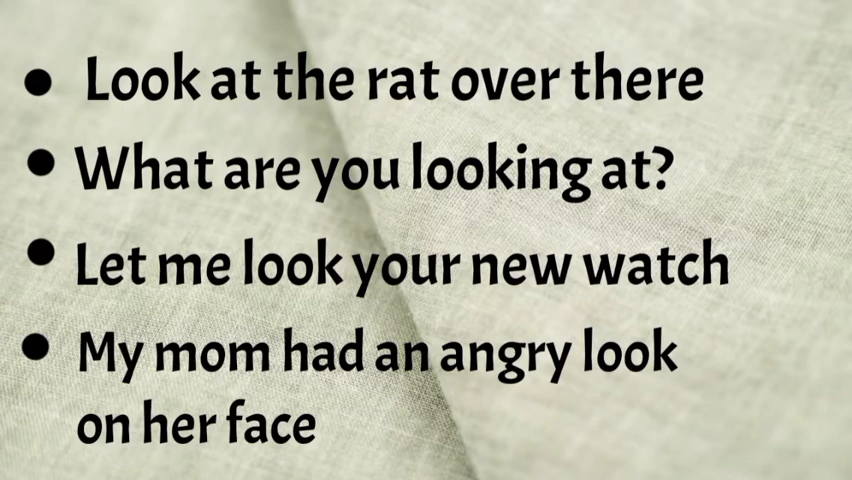 • Look at the rat over there
• What are you looking at?
• Let me look your new watch
• My mom had an angry look
on her face